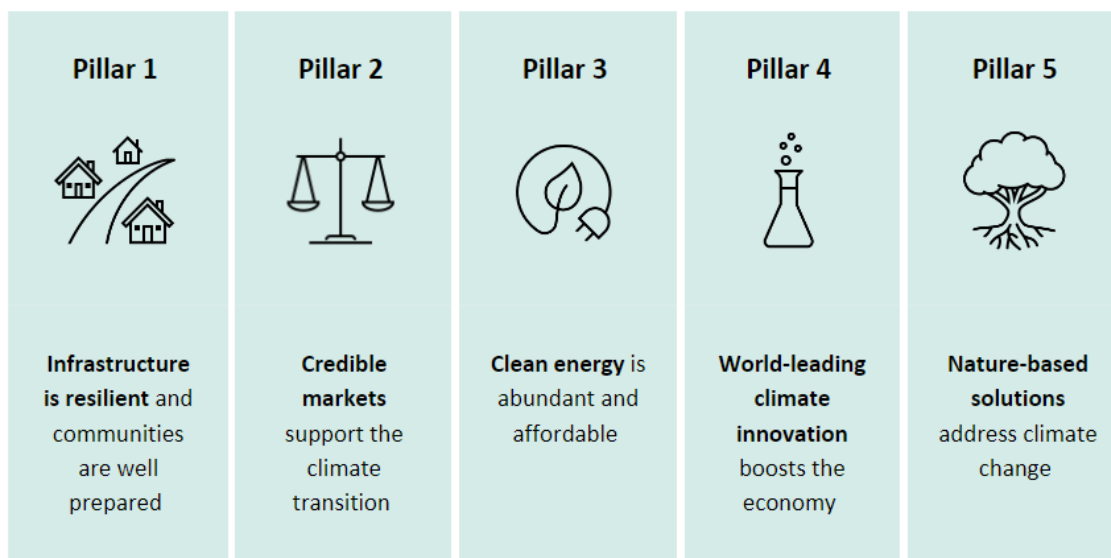 Pillar 1
Infrastructure
is resilient and
communities
are well
prepared
Pillar 2
Credible
markets
support the
climate
transition
Pillar 3
Clean energy is
abundant and
affordable
Pillar 4
World-leading
climate
innovation
boosts the
economy
Pillar 5
Nature-based
solutions
address climate
change